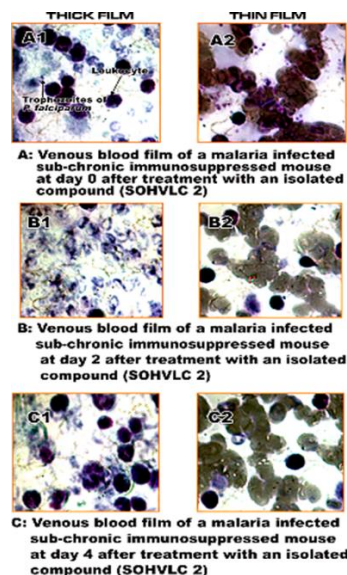 THICK FILM THIN FILM
A1 A2
Leukocyte
Trophozoites of
P. falciparum
A: Venous blood film of a malaria infected
sub-chronic immunosuppressed mouse
at day 0 after treatment with an isolated
compound (SOHVLC 2)
B1 B2
B: Venous blood film of a malaria infected
sub-chronic immunosuppressed mouse
at day 2 after treatment with an isolated
compound (SOHVLC 2)
C1 C2
C: Venous blood film of a malaria infected
sub-chronic immunosuppressed mouse
at day 4 after treatment with an isolated
compound (SOHVLC 2)